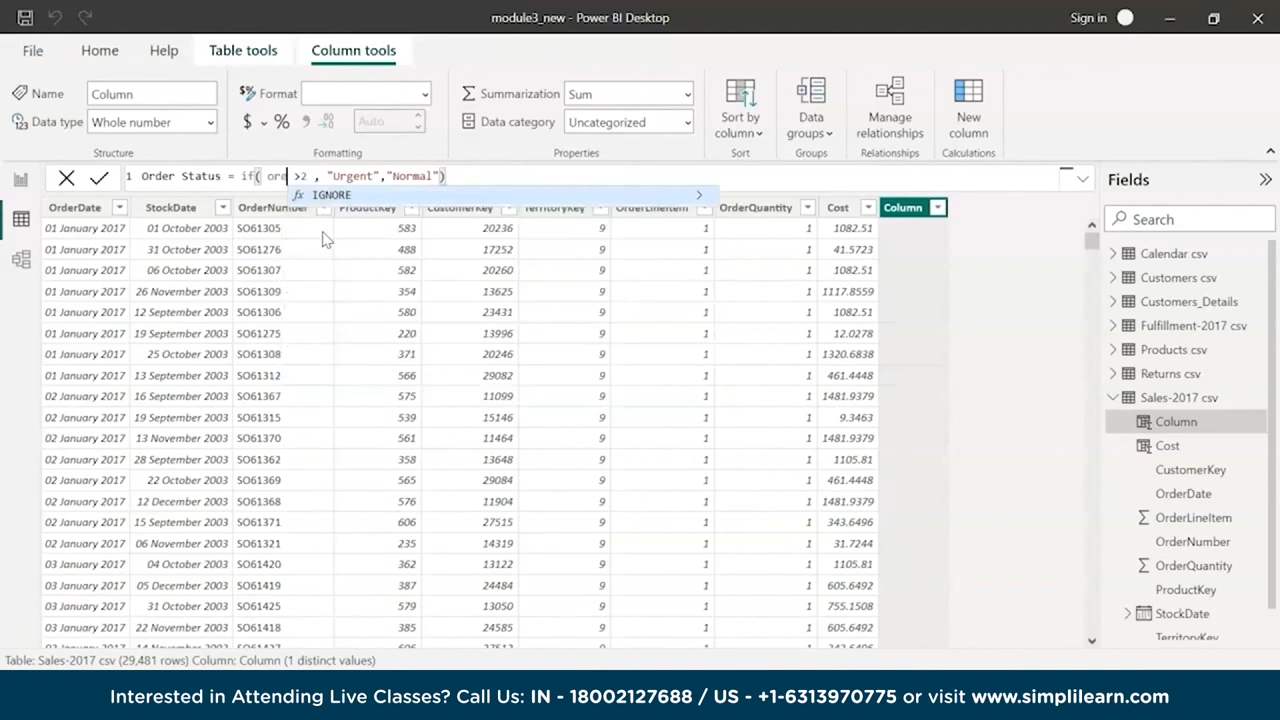 module3_new - Power BI Desktop
Sign in
File Home Help Table tools Column tools
Name Column Format Summarization Sum
Data type Whole number $ % Auto Data category Uncategorized
Sort by column Data groups Manage relationships New column
Structure Formatting Properties Sort Groups Relationships Calculations
1 Order Status = if( ore >2 , "Urgent","Normal")
fx IGNORE
OrderDate StockDate OrderNumber ProductKey CustomerKey TerritoryKey OrderLineItem OrderQuantity Cost Column
01 January 2017 01 October 2003 SO61305 583 20236 9 1 1 1082.51
01 January 2017 31 October 2003 SO61276 488 17252 9 1 1 41.5723
01 January 2017 06 October 2003 SO61307 582 20260 9 1 1 1082.51
01 January 2017 26 November 2003 SO61309 354 13625 9 1 1 1117.8559
01 January 2017 12 September 2003 SO61306 580 23431 9 1 1 1082.51
01 January 2017 19 September 2003 SO61275 220 13996 9 1 1 12.0278
01 January 2017 25 October 2003 SO61308 371 20246 9 1 1 1320.6838
01 January 2017 13 September 2003 SO61312 566 29082 9 1 1 461.4448
02 January 2017 16 September 2003 SO61367 575 11099 9 1 1 1481.9379
02 January 2017 19 September 2003 SO61315 539 15146 9 1 1 9.3463
02 January 2017 13 November 2003 SO61370 561 11464 9 1 1 1481.9379
02 January 2017 28 September 2003 SO61362 358 13648 9 1 1 1105.81
02 January 2017 22 October 2003 SO61369 565 29084 9 1 1 461.4448
02 January 2017 12 December 2003 SO61368 576 11904 9 1 1 1481.9379
02 January 2017 15 September 2003 SO61371 606 27515 9 1 1 343.6496
02 January 2017 06 November 2003 SO61321 235 14319 9 1 1 31.7244
03 January 2017 04 October 2003 SO61420 362 13122 9 1 1 1105.81
03 January 2017 05 December 2003 SO61419 387 24484 9 1 1 605.6492
03 January 2017 31 October 2003 SO61425 579 13050 9 1 1 755.1508
03 January 2017 22 November 2003 SO61418 385 24585 9 1 1 605.6492
Fields
Search
Calendar csv
Customers csv
Customers_Details
Fulfillment-2017 csv
Products csv
Returns csv
Sales-2017 csv
Column
Cost
CustomerKey
OrderDate
OrderLineItem
OrderNumber
OrderQuantity
ProductKey
StockDate
TerritoryKey
Table: Sales-2017 csv (29,481 rows) Column: Column (1 distinct values)
Interested in Attending Live Classes? Call Us: IN - 18002127688 / US - +1-6313970775 or visit www.simplilearn.com